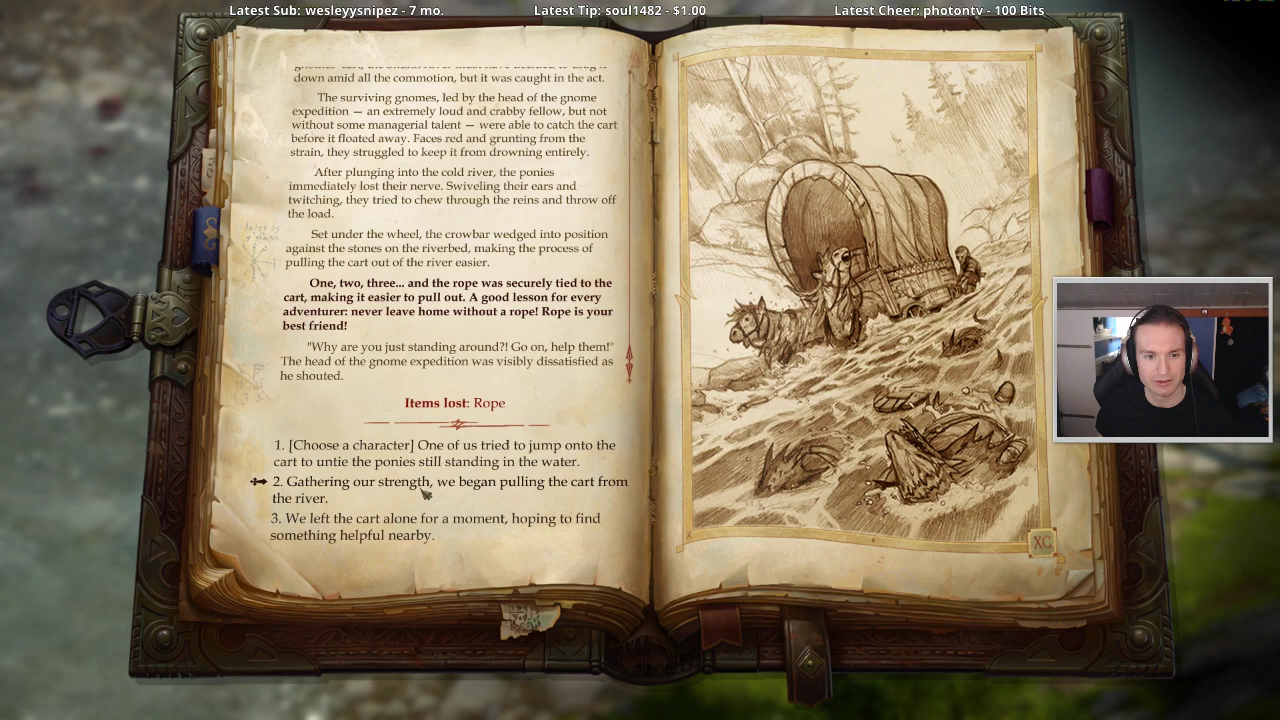 Latest Sub: wesleyysnipez - 7 mo.
Latest Tip: soul1482 - $1.00
Latest Cheer: photontv - 100 Bits
down amid all the commotion, but it was caught in the act.
The surviving gnomes, led by the head of the gnome
expedition — an extremely loud and crabby fellow, but not
without some managerial talent — were able to catch the cart
before it floated away. Faces red and grunting from the
strain, they struggled to keep it from drowning entirely.
After plunging into the cold river, the ponies
immediately lost their nerve. Swiveling their ears and
twitching, they tried to chew through the reins and throw off
the load.
Set under the wheel, the crowbar wedged into position
against the stones on the riverbed, making the process of
pulling the cart out of the river easier.
One, two, three... and the rope was securely tied to the
cart, making it easier to pull out. A good lesson for every
adventurer: never leave home without a rope! Rope is your
best friend!
"Why are you just standing around?! Go on, help them!"
The head of the gnome expedition was visibly dissatisfied as
he shouted.
Items lost: Rope
1. [Choose a character] One of us tried to jump onto the
cart to untie the ponies still standing in the water.
2. Gathering our strength, we began pulling the cart from
the river.
3. We left the cart alone for a moment, hoping to find
something helpful nearby.
XC